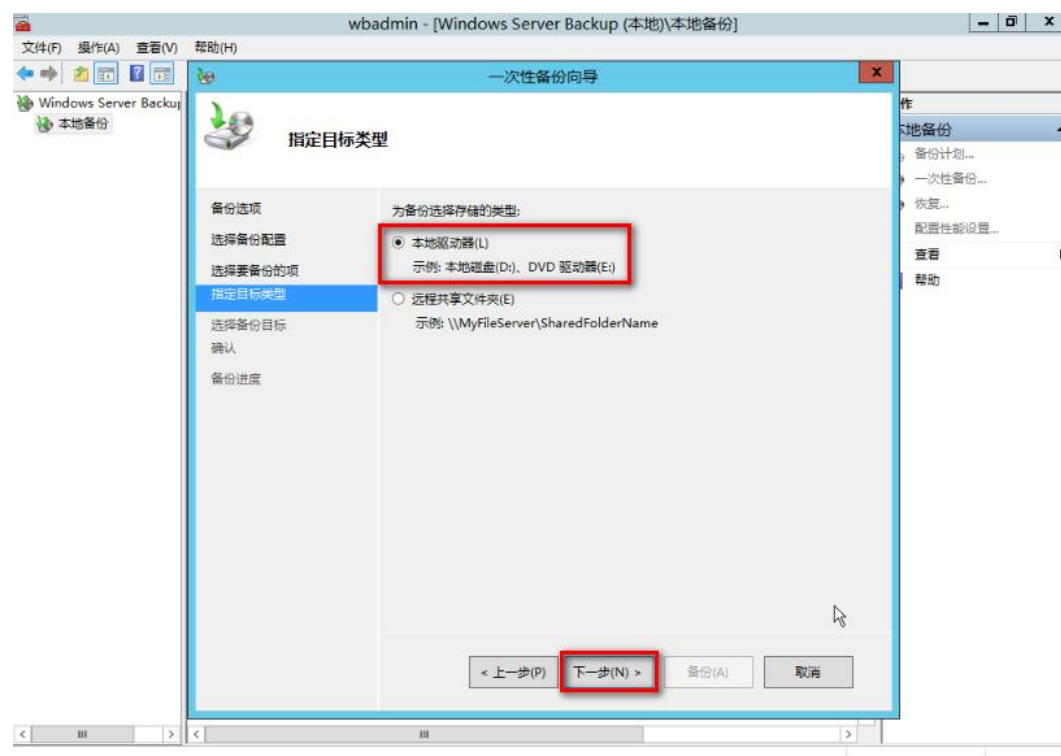 wbadmin - [Windows Server Backup (本地)\本地备份]
文件(F) 操作(A) 查看(V) 帮助(H)
一次性备份向导
Windows Server Backup
本地备份
指定目标类型
备份选项
选择备份配置
选择要备份的项
指定目标类型
选择备份目标
确认
备份进度
为备份选择存储的类型:
本地驱动器(L)
示例: 本地磁盘(D:)、DVD 驱动器(E:)
远程共享文件夹(E)
示例: \\MyFileServer\SharedFolderName
< 上一步(P) 下一步(N) > 备份(A) 取消
作
本地备份
备份计划...
一次性备份...
恢复...
配置性能设置...
查看
帮助